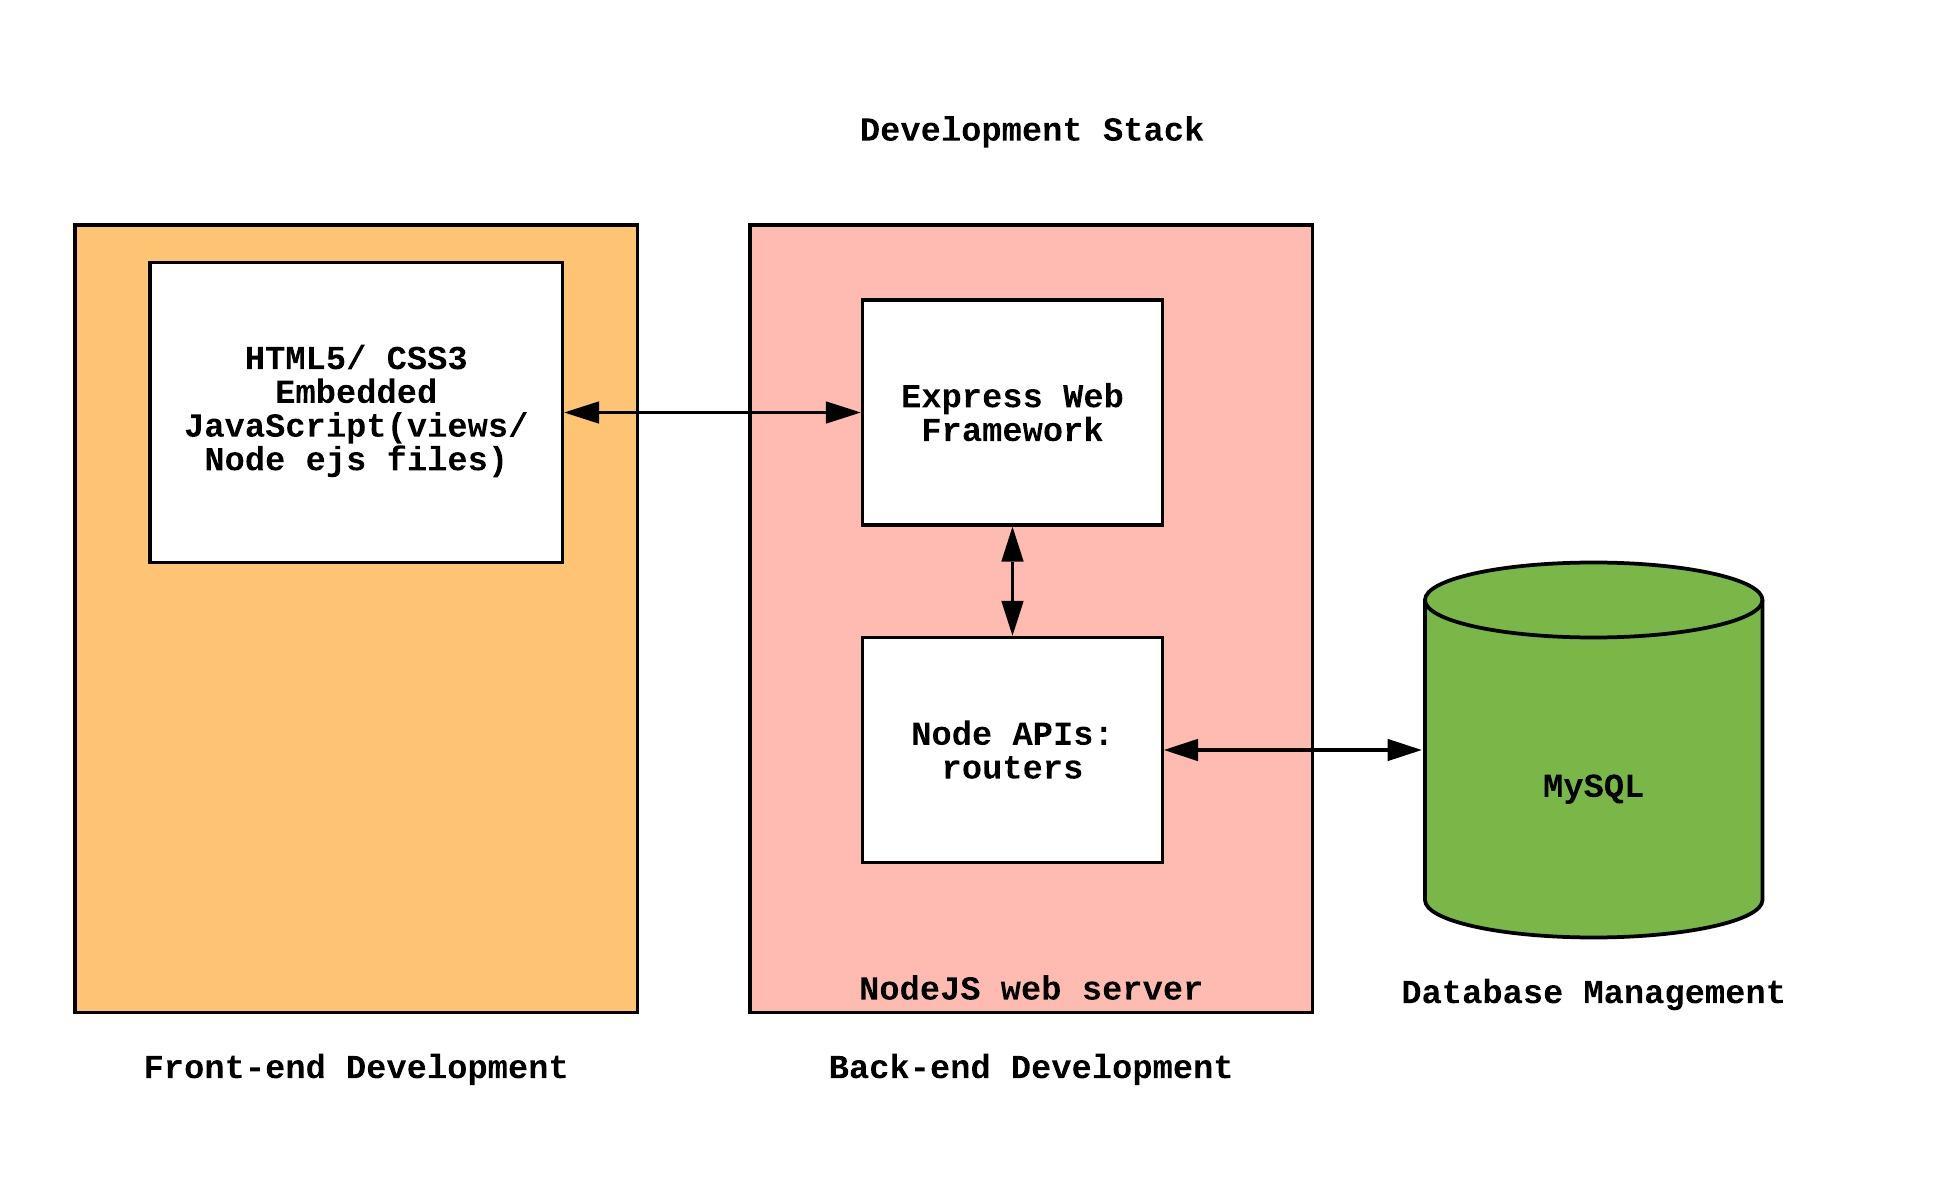 Development Stack
HTML5/ CSS3
Embedded
JavaScript(views/
Node ejs files)
Express Web
Framework
Node APIs:
routers
MySQL
NodeJS web server
Database Management
Front-end Development
Back-end Development